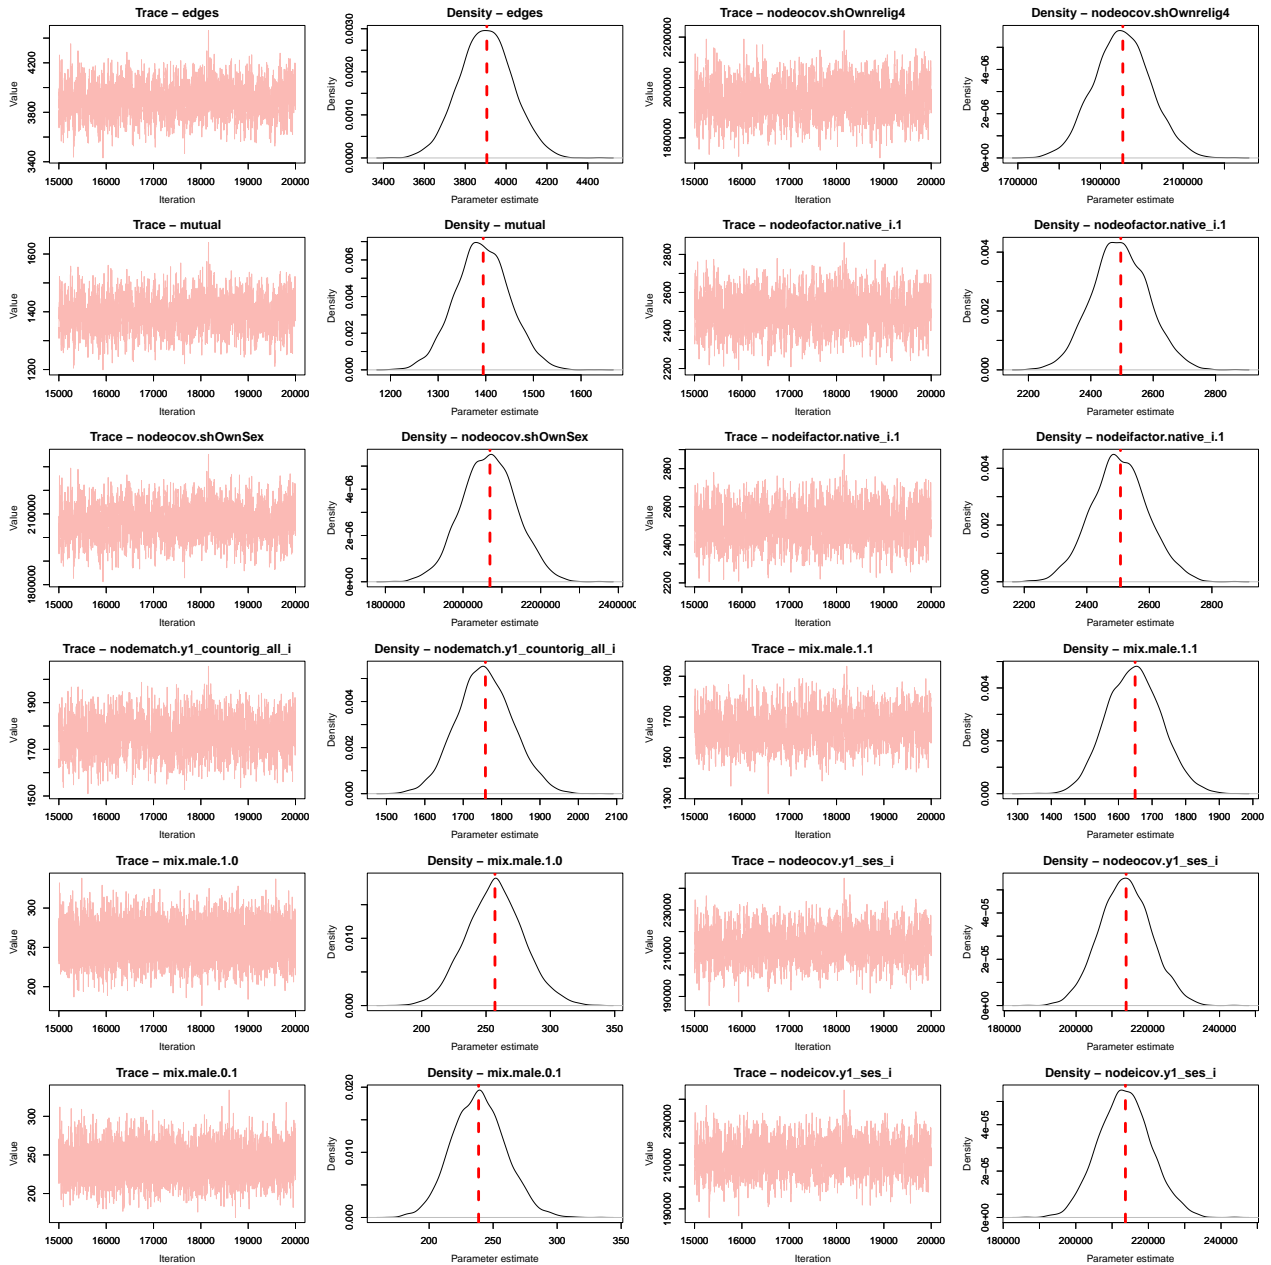 Trace − edges
Value
3400 3800 4200
15000 16000 17000 18000 19000 20000
Iteration
Density − edges
Density
0.0000 0.0010 0.0020 0.0030
3400 3600 3800 4000 4200 4400
Parameter estimate
Trace − nodeocov.shOwnrelig4
Value
1800000 2000000 2200000
15000 16000 17000 18000 19000 20000
Iteration
Density − nodeocov.shOwnrelig4
Density
0e+00 2e−06 4e−06
1700000 1900000 2100000
Parameter estimate
Trace − mutual
Value
1200 1400 1600
15000 16000 17000 18000 19000 20000
Iteration
Density − mutual
Density
0.000 0.002 0.004 0.006
1200 1300 1400 1500 1600
Parameter estimate
Trace − nodeofactor.native_i.1
Value
2200 2400 2500 2600 2700 2800
15000 16000 17000 18000 19000 20000
Iteration
Density − nodeofactor.native_i.1
Density
0.000 0.002 0.004
2200 2400 2600 2800
Parameter estimate
Trace − nodeocov.shOwnSex
Value
1800000 2100000
15000 16000 17000 18000 19000 20000
Iteration
Density − nodeocov.shOwnSex
Density
0e+00 2e−06 4e−06
1800000 2000000 2200000 2400000
Parameter estimate
Trace − nodeifactor.native_i.1
Value
2200 2400 2500 2600 2700 2800
15000 16000 17000 18000 19000 20000
Iteration
Density − nodeifactor.native_i.1
Density
0.000 0.002 0.004
2200 2400 2600 2800
Parameter estimate
Trace − nodematch.y1_countorig_all_i
Value
1500 1700 1900
15000 16000 17000 18000 19000 20000
Iteration
Density − nodematch.y1_countorig_all_i
Density
0.000 0.002 0.004
1500 1600 1700 1800 1900 2000 2100
Parameter estimate
Trace − mix.male.1.1
Value
1300 1500 1600 1700 1800 1900
15000 16000 17000 18000 19000 20000
Iteration
Density − mix.male.1.1
Density
0.000 0.002 0.004
1300 1400 1500 1600 1700 1800 1900 2000
Parameter estimate
Trace − mix.male.1.0
Value
200 250 300
15000 16000 17000 18000 19000 20000
Iteration
Density − mix.male.1.0
Density
0.000 0.010
200 250 300 350
Parameter estimate
Trace − nodeocov.y1_ses_i
Value
190000 210000 230000
15000 16000 17000 18000 19000 20000
Iteration
Density − nodeocov.y1_ses_i
Density
0e+00 2e−05 4e−05
180000 200000 220000 240000
Parameter estimate
Trace − mix.male.0.1
Value
200 250 300
15000 16000 17000 18000 19000 20000
Iteration
Density − mix.male.0.1
Density
0.000 0.010 0.020
200 250 300 350
Parameter estimate
Trace − nodeicov.y1_ses_i
Value
190000 210000 230000
15000 16000 17000 18000 19000 20000
Iteration
Density − nodeicov.y1_ses_i
Density
0e+00 2e−05 4e−05
180000 200000 220000 240000
Parameter estimate